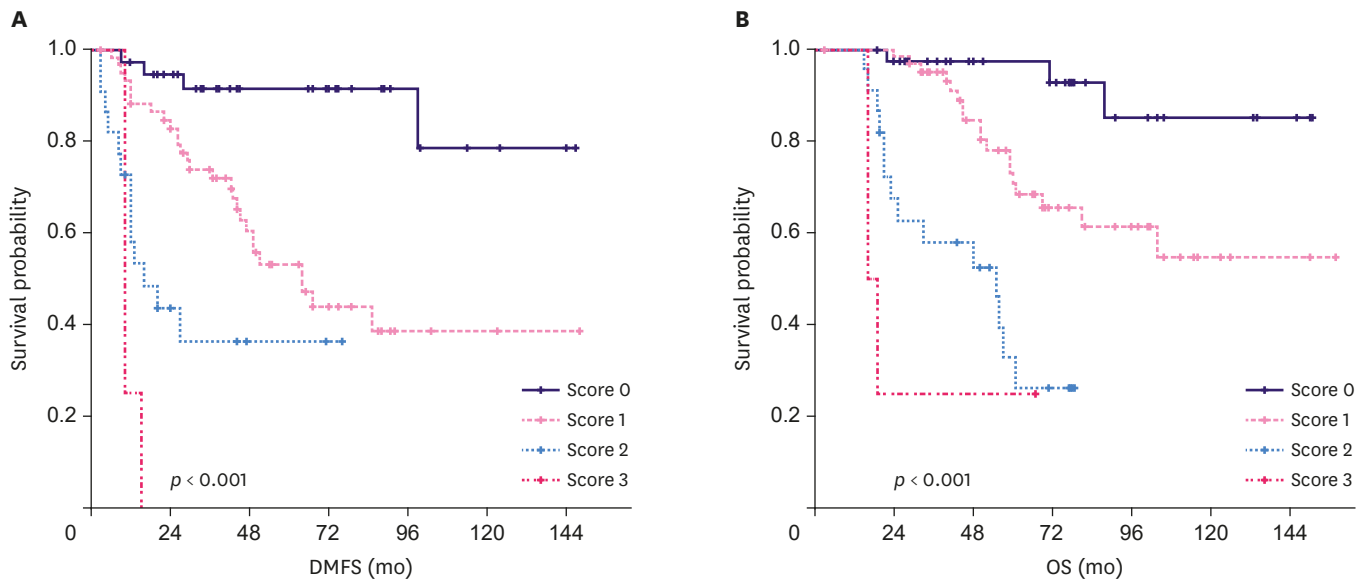 A
Survival probability
1.0
0.8
0.6
0.4
0.2
0
24
48
72
96
120
144
DMFS (mo)
p < 0.001
Score 0
Score 1
Score 2
Score 3
B
Survival probability
1.0
0.8
0.6
0.4
0.2
0
24
48
72
96
120
144
OS (mo)
p < 0.001
Score 0
Score 1
Score 2
Score 3